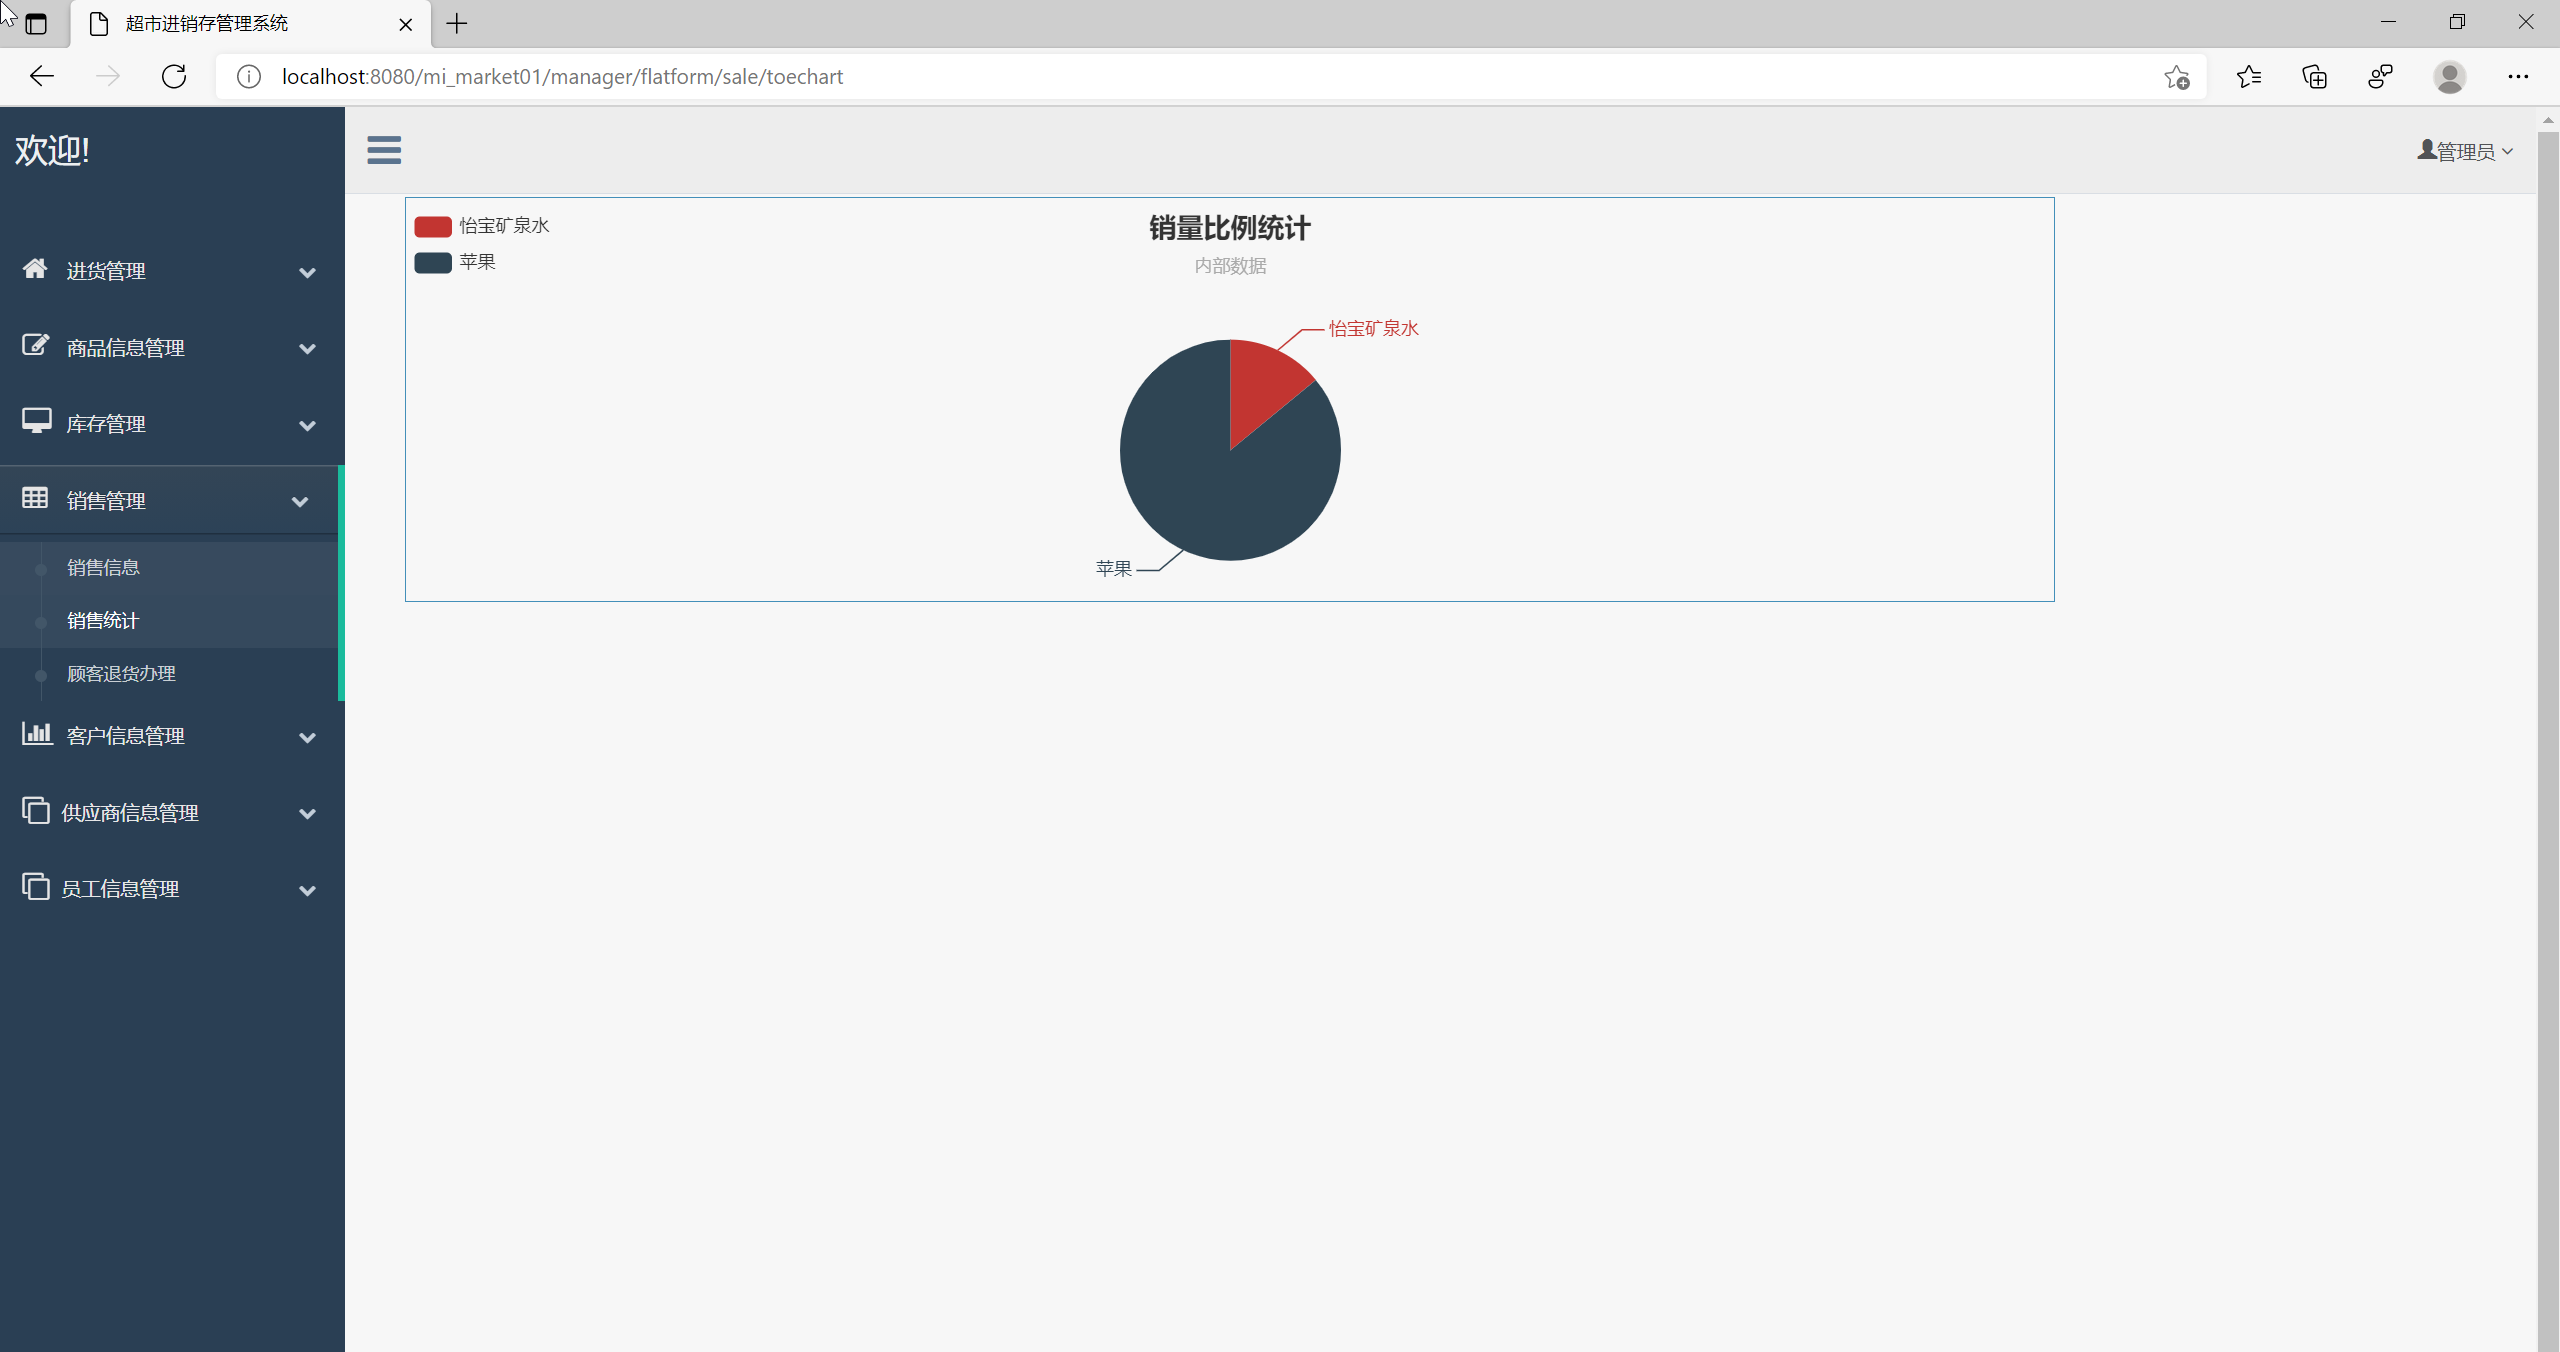 超市进销存管理系统
localhost:8080/mi_market01/manager/flatform/sale/toechart
欢迎!
管理员
进货管理
商品信息管理
库存管理
销售管理
销售信息
销售统计
顾客退货办理
客户信息管理
供应商信息管理
员工信息管理
怡宝矿泉水
苹果
销量比例统计
内部数据
怡宝矿泉水
苹果